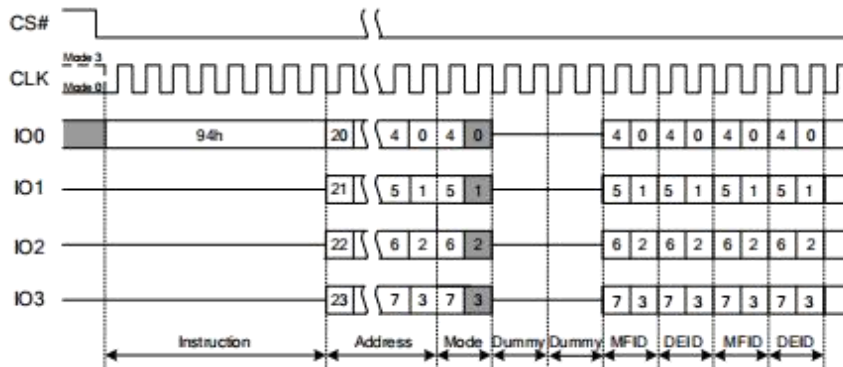 CS#
Mode 3
CLK
Mode 0
IO0 94h 20 4 0 4 0 4 0 4 0 4 0 4 0
IO1 21 5 1 5 1 5 1 5 1 5 1 5 1
IO2 22 6 2 6 2 6 2 6 2 6 2 6 2
IO3 23 7 3 7 3 7 3 7 3 7 3 7 3
Instruction Address Mode Dummy Dummy MFID DEID MFID DEID